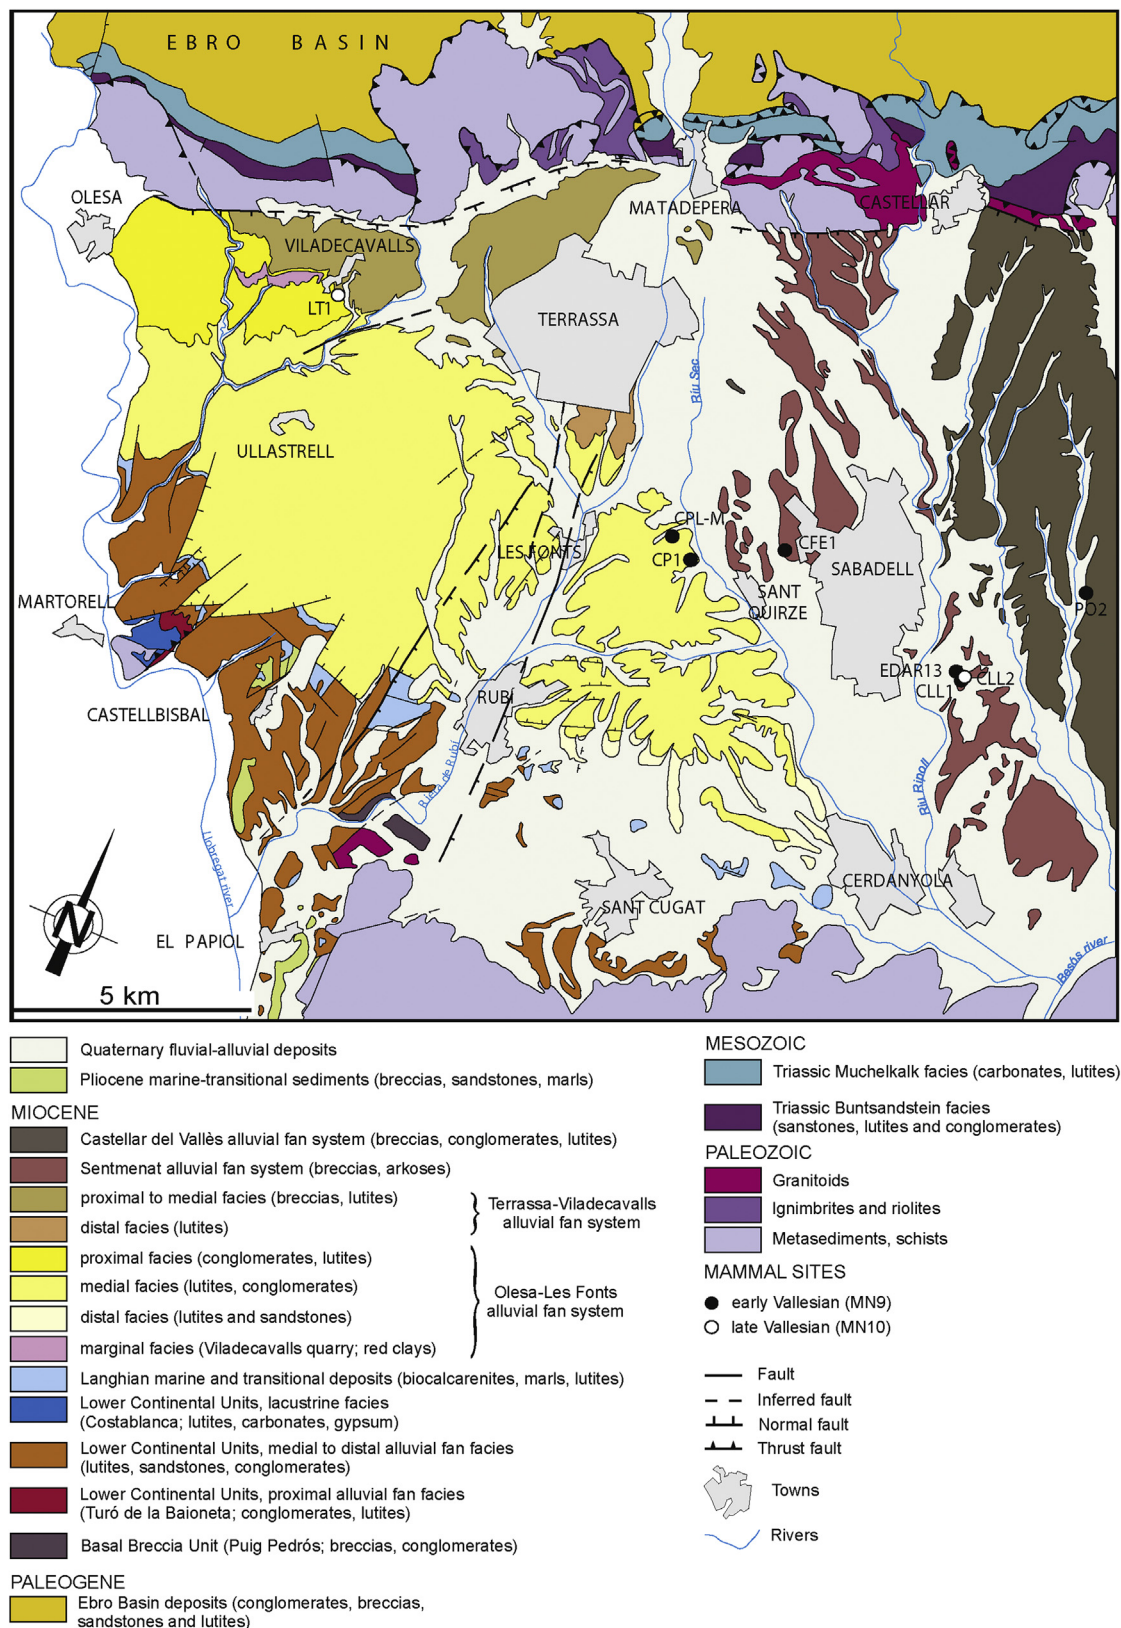 EBRO BASIN
OLESA
MATADEPERA
CASTELLAR
VILADECAVALLS
LT1
TERRASSA
Riu Sec
ULLASTRELL
CPL-M
LES FONTS
CP1
CFE1
SABADELL
SANT
QUIRZE
MARTORELL
PO2
EDAR13
CLL2
CLL1
RUBÍ
CASTELLBISBAL
Riera de Rubí
Riu Ripoll
Llobregat river
CERDANYOLA
SANT CUGAT
EL PAPIOL
Besòs river
N
5 km
Quaternary fluvial-alluvial deposits
Pliocene marine-transitional sediments (breccias, sandstones, marls)
MIOCENE
Castellar del Vallès alluvial fan system (breccias, conglomerates, lutites)
Sentmenat alluvial fan system (breccias, arkoses)
proximal to medial facies (breccias, lutites)
distal facies (lutites)
Terrassa-Viladecavalls
alluvial fan system
proximal facies (conglomerates, lutites)
medial facies (lutites, conglomerates)
distal facies (lutites and sandstones)
marginal facies (Viladecavalls quarry; red clays)
Olesa-Les Fonts
alluvial fan system
Langhian marine and transitional deposits (biocalcarenites, marls, lutites)
Lower Continental Units, lacustrine facies
(Costablanca; lutites, carbonates, gypsum)
Lower Continental Units, medial to distal alluvial fan facies
(lutites, sandstones, conglomerates)
Lower Continental Units, proximal alluvial fan facies
(Turó de la Baioneta; conglomerates, lutites)
Basal Breccia Unit (Puig Pedrós; breccias, conglomerates)
PALEOGENE
Ebro Basin deposits (conglomerates, breccias,
sandstones and lutites)
MESOZOIC
Triassic Muchelkalk facies (carbonates, lutites)
Triassic Buntsandstein facies
(sanstones, lutites and conglomerates)
PALEOZOIC
Granitoids
Ignimbrites and riolites
Metasediments, schists
MAMMAL SITES
early Vallesian (MN9)
late Vallesian (MN10)
Fault
Inferred fault
Normal fault
Thrust fault
Towns
Rivers